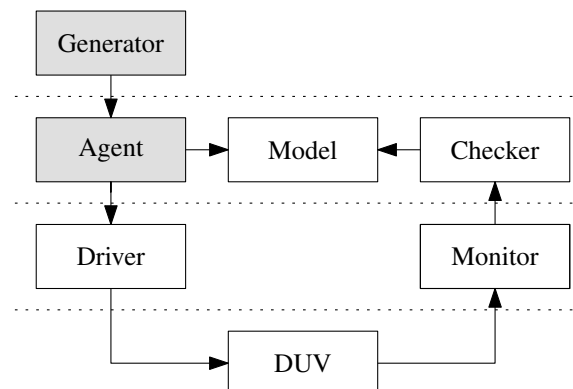 Generator
Agent
Model
Checker
Driver
Monitor
DUV